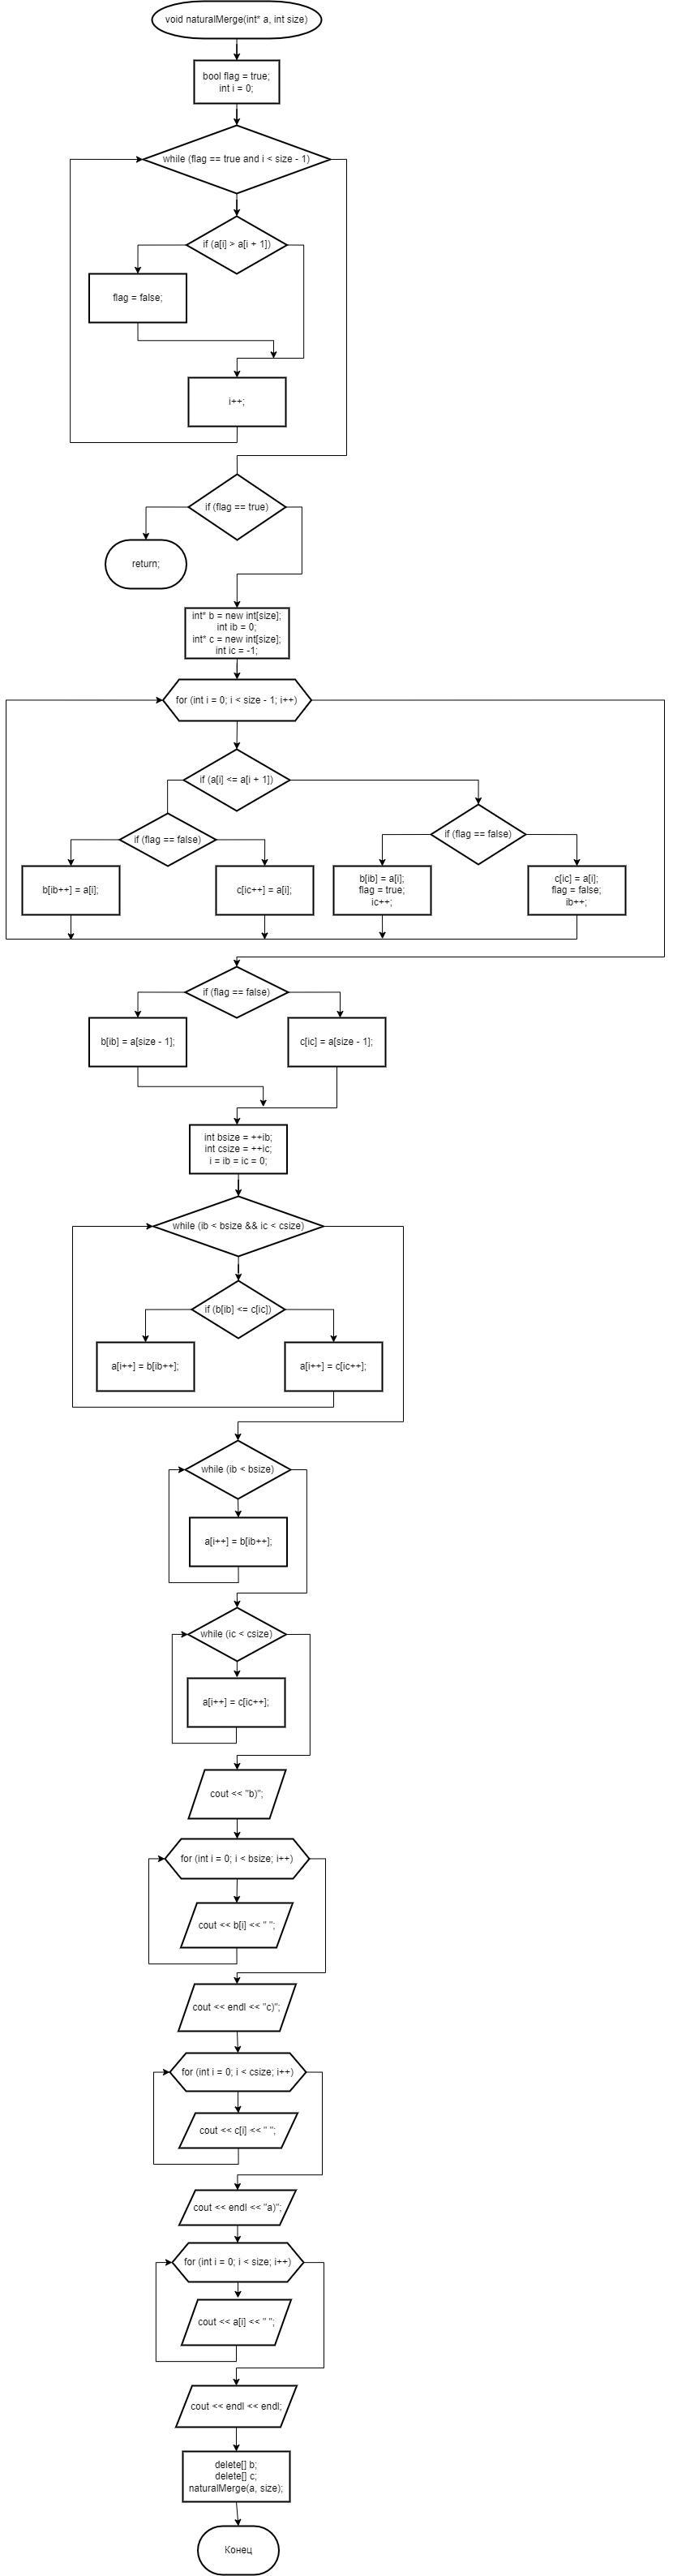 void naturalMerge(int* a, int size)
bool flag = true;
int i = 0;
while (flag == true and i < size - 1)
if (a[i] > a[i + 1])
flag = false;
i++;
if (flag == true)
return;
int* b = new int[size];
int ib = 0;
int* c = new int[size];
int ic = -1;
for (int i = 0; i < size - 1; i++)
if (a[i] <= a[i + 1])
if (flag == false)
if (flag == false)
b[ib++] = a[i];
c[ic++] = a[i];
b[ib] = a[i];
flag = true;
ic++;
c[ic] = a[i];
flag = false;
ib++;
if (flag == false)
b[ib] = a[size - 1];
c[ic] = a[size - 1];
int bsize = ++ib;
int csize = ++ic;
i = ib = ic = 0;
while (ib < bsize && ic < csize)
if (b[ib] <= c[ic])
a[i++] = b[ib++];
a[i++] = c[ic++];
while (ib < bsize)
a[i++] = b[ib++];
while (ic < csize)
a[i++] = c[ic++];
cout << "b)";
for (int i = 0; i < bsize; i++)
cout << b[i] << " ";
cout << endl << "c)";
for (int i = 0; i < csize; i++)
cout << c[i] << " ";
cout << endl << "a)";
for (int i = 0; i < size; i++)
cout << a[i] << " ";
cout << endl << endl;
delete[] b;
delete[] c;
naturalMerge(a, size);
Конец